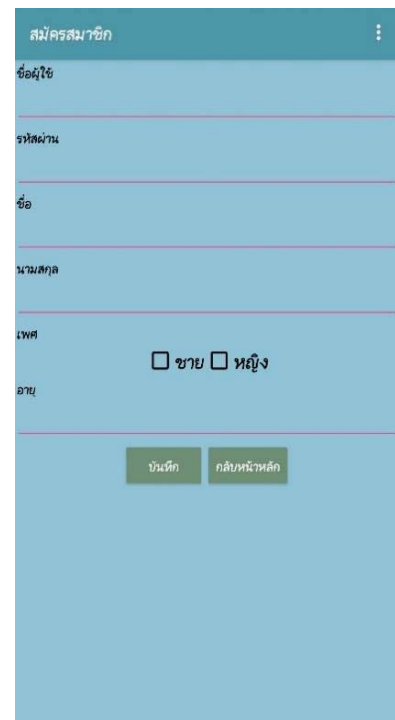 สมัครสมาชิก
ชื่อผู้ใช้
รหัสผ่าน
ชื่อ
นามสกุล
เพศ
ชาย หญิง
อายุ
บันทึก กลับหน้าหลัก